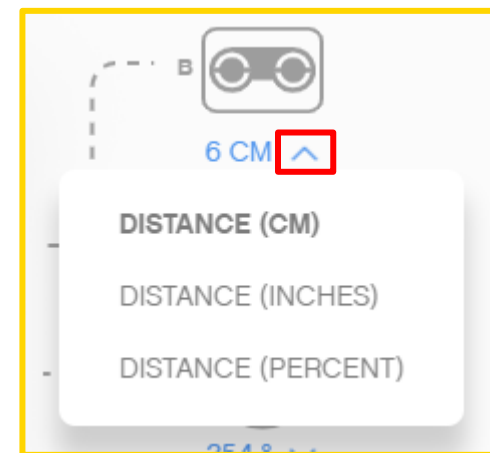 B
6 CM
DISTANCE (CM)
DISTANCE (INCHES)
DISTANCE (PERCENT)